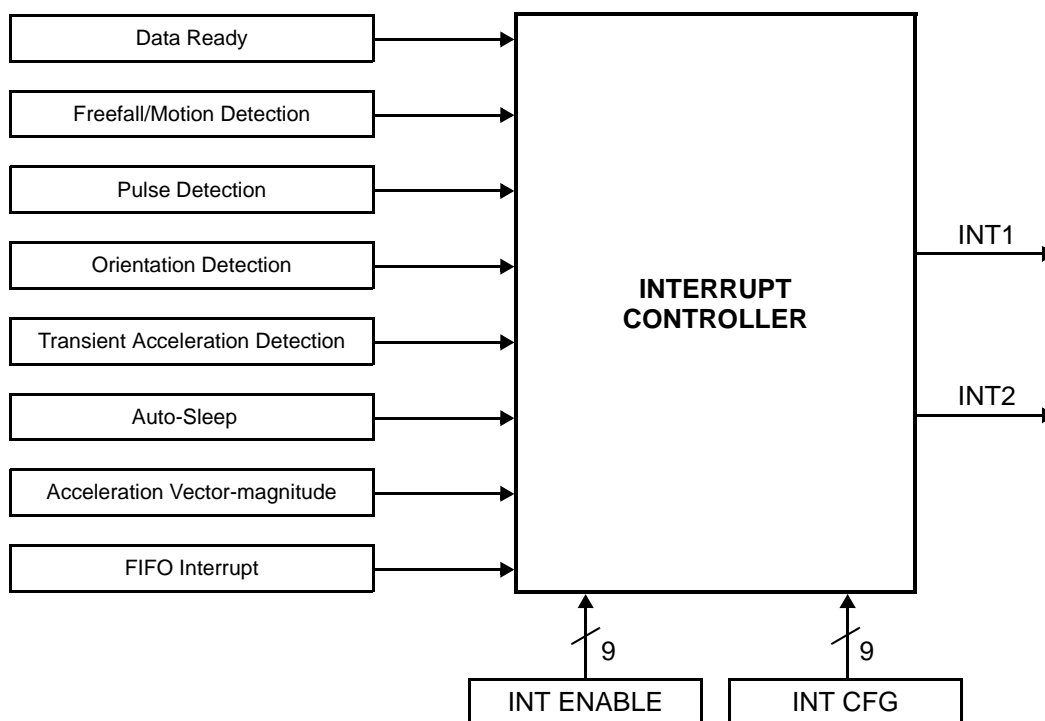 Data Ready
Freefall/Motion Detection
Pulse Detection
Orientation Detection
Transient Acceleration Detection
Auto-Sleep
Acceleration Vector-magnitude
FIFO Interrupt
INTERRUPT
CONTROLLER
INT1
INT2
9
9
INT ENABLE
INT CFG